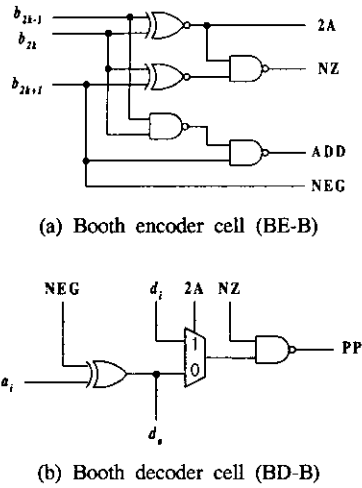 b2k-1
2A
b2k
NZ
b2k+1
ADD
NEG
(a) Booth encoder cell (BE-B)
NEG di 2A NZ
1
PP
0
ai
do
(b) Booth decoder cell (BD-B)